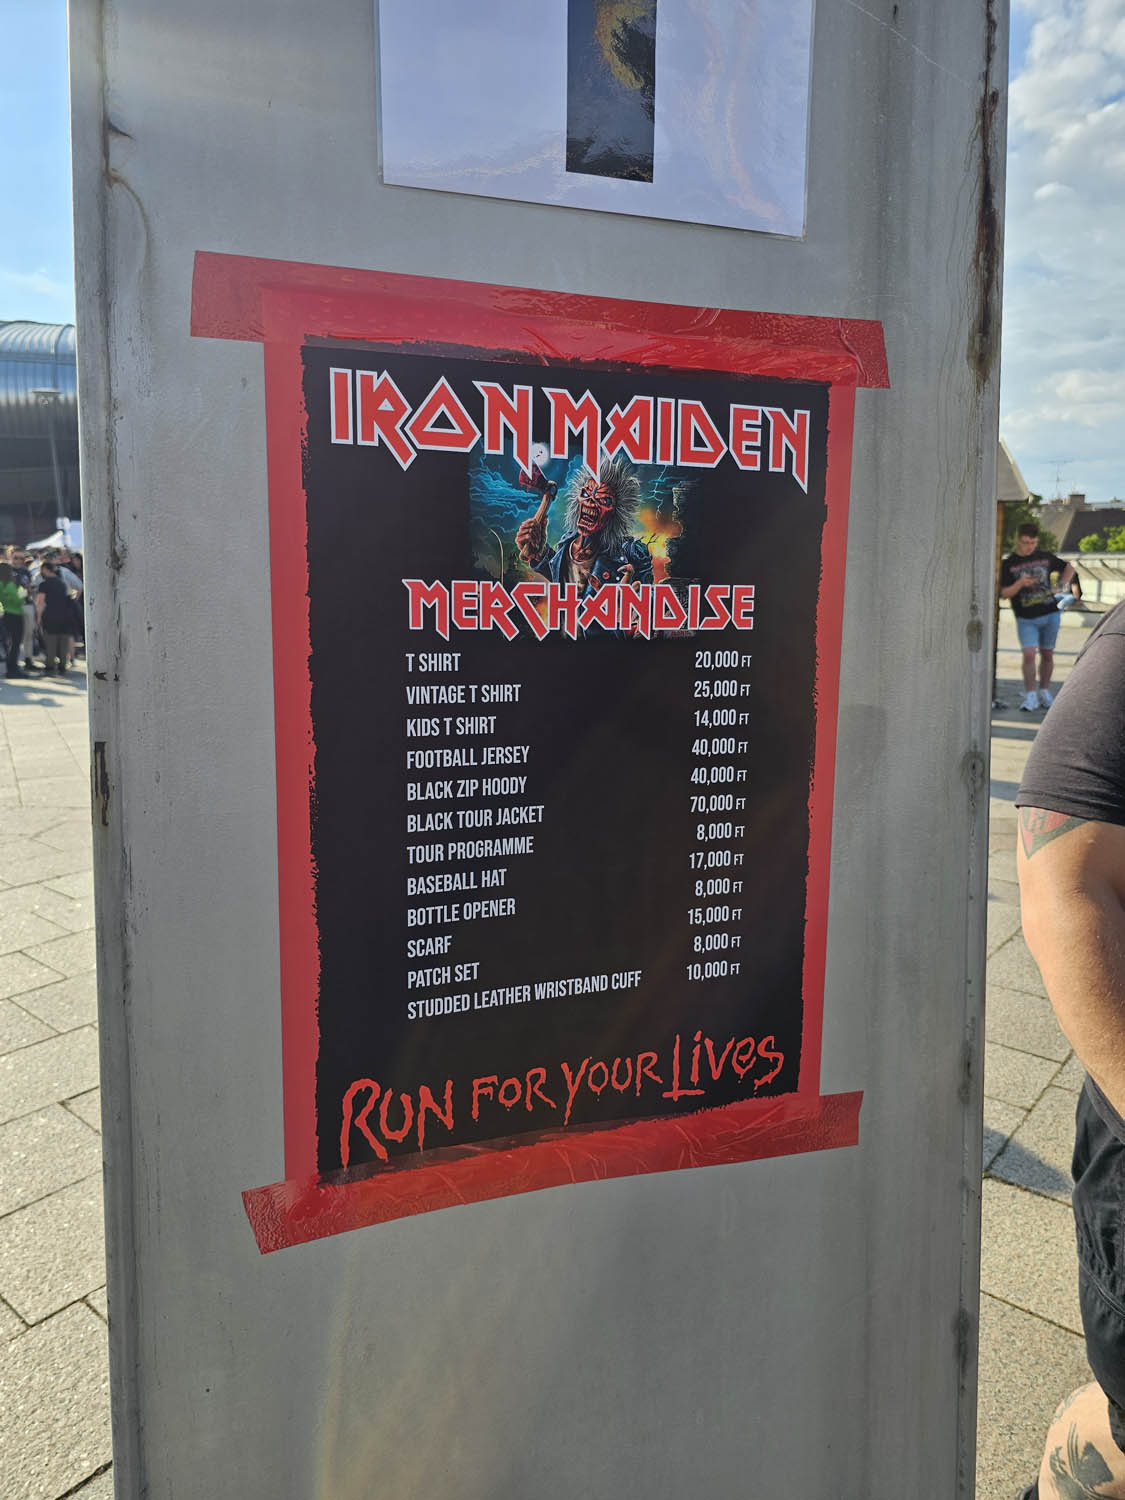 IRON MAIDEN
MERCHANDISE
T SHIRT 20,000 FT
VINTAGE T SHIRT 25,000 FT
KIDS T SHIRT 14,000 FT
FOOTBALL JERSEY 40,000 FT
BLACK ZIP HOODY 40,000 FT
BLACK TOUR JACKET 70,000 FT
TOUR PROGRAMME 8,000 FT
BASEBALL HAT 17,000 FT
BOTTLE OPENER 8,000 FT
SCARF 15,000 FT
PATCH SET 8,000 FT
STUDDED LEATHER WRISTBAND CUFF 10,000 FT
RUN FOR YOUR LIVES